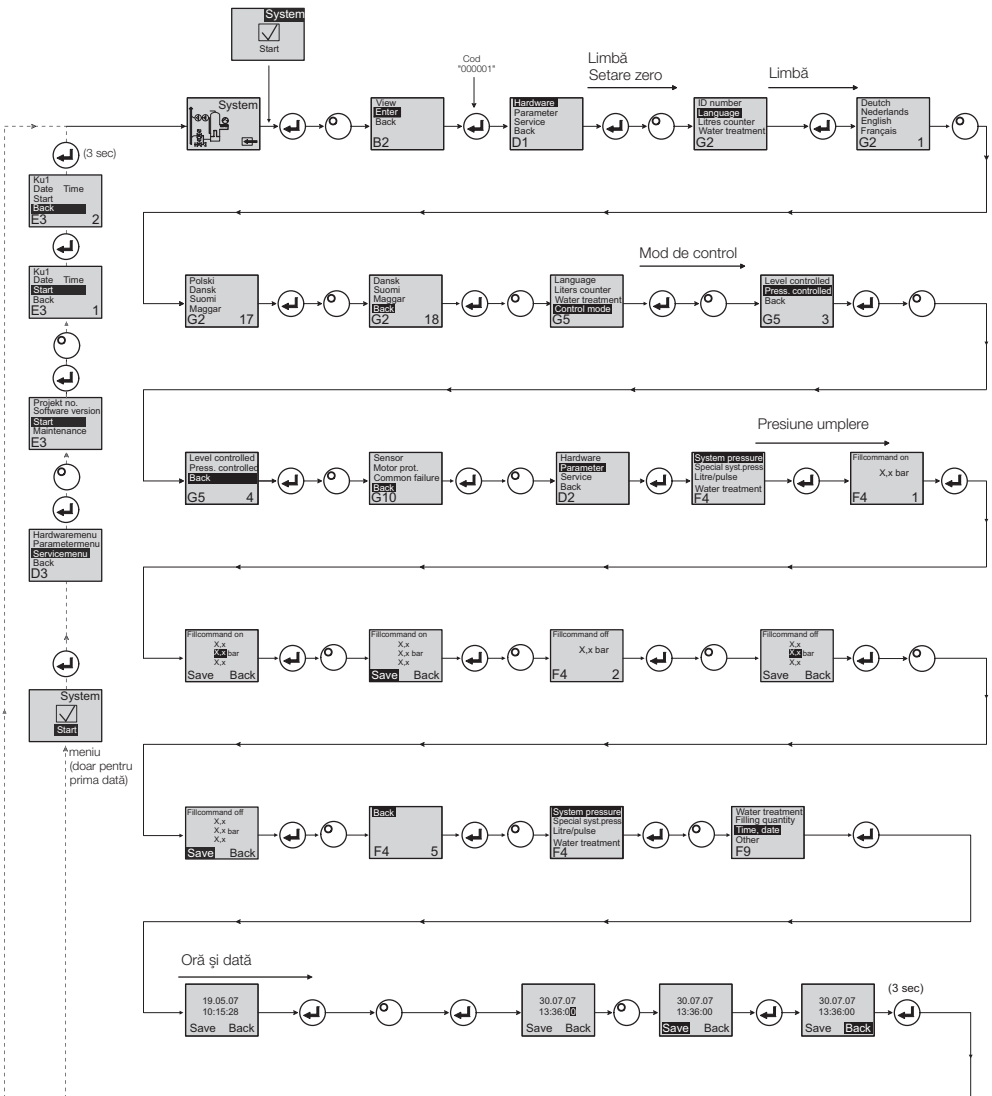 System
Start
Cod
"000001"
Limbă
Setare zero
Limbă
System
View
Enter
Back
B2
Hardware
Parameter
Service
Back
D1
ID number
Language
Litres counter
Water treatment
G2
Deutch
Nederlands
English
Français
G2 1
(3 sec)
Ku1
Date Time
Start
Back
E3 2
Ku1
Date Time
Start
Back
E3 1
Projekt no.
Software version
Start
Maintenance
E3
Hardwaremenu
Parametermenu
Servicemenu
Back
D3
System
Start
meniu
(doar pentru
prima dată)
Mod de control
Polski
Dansk
Suomi
Maggar
G2 17
Dansk
Suomi
Maggar
Back
G2 18
Language
Liters counter
Water treatment
Control mode
G5
Level controlled
Press. controlled
Back
G5 3
Presiune umplere
Level controlled
Press. controlled
Back
G5 4
Sensor
Motor prot.
Common failure
Back
G10
Hardware
Parameter
Service
Back
D2
System pressure
Special syst.press
Litre/pulse
Water treatment
F4
Fillcommand on
X,x bar
F4 1
Fillcommand on
X,x
X,x bar
X,x
Save Back
Fillcommand on
X,x
X,x bar
X,x
Save Back
Fillcommand off
X,x bar
F4 2
Fillcommand off
X,x
X,x bar
X,x
Save Back
Fillcommand off
X,x
X,x bar
X,x
Save Back
Back
F4 5
System pressure
Special syst.press
Litre/pulse
Water treatment
F4
Water treatment
Filling quantity
Time, date
Other
F9
Oră şi dată
19.05.07
10:15:28
Save Back
30.07.07
13:36:00
Save Back
30.07.07
13:36:00
Save Back
30.07.07
13:36:00
Save Back
(3 sec)